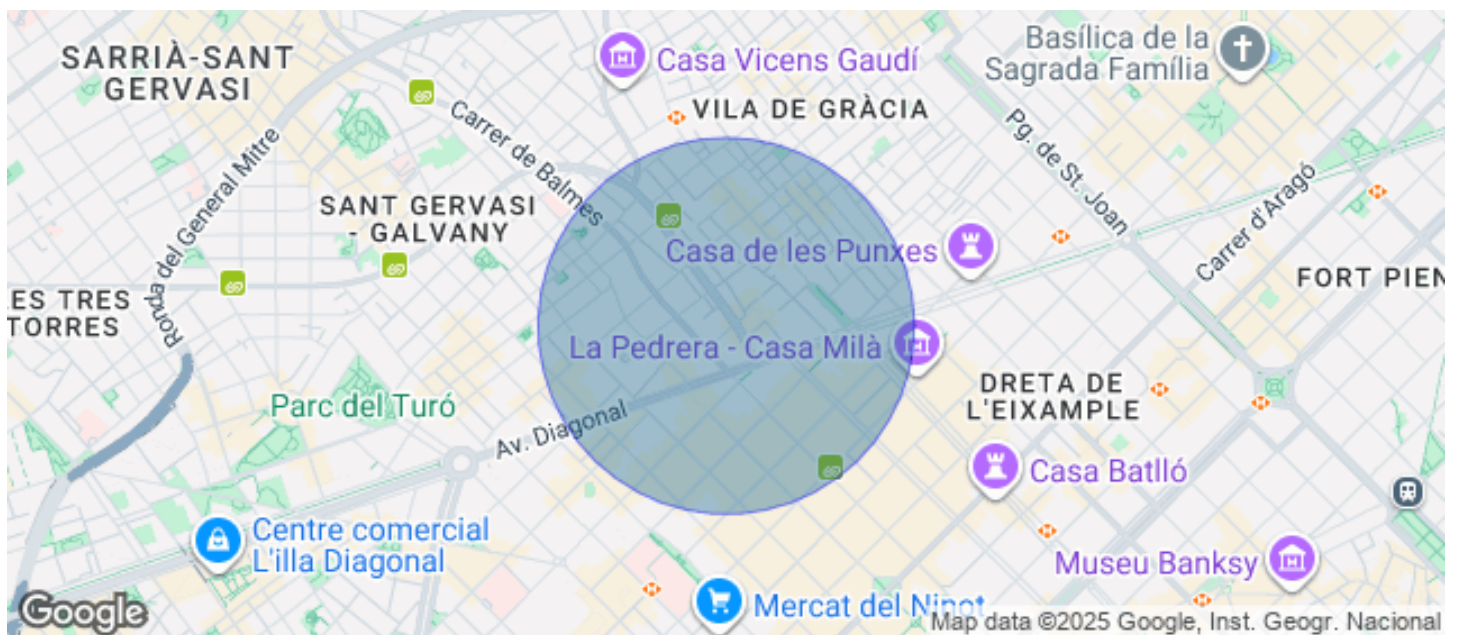 SARRIÀ-SANT
GERVASI
Casa Vicens Gaudí
Basílica de la
Sagrada Família
VILA DE GRÀCIA
Carrer de Balmes
Pg. de St. Joan
Ronda del General Mitre
SANT GERVASI
- GALVANY
Carrer d'Aragó
Casa de les Punxes
FORT PIEN
ES TRES
TORRES
La Pedrera - Casa Milà
DRETA DE
L'EIXAMPLE
Parc del Turó
Av. Diagonal
Casa Batlló
Centre comercial
L'illa Diagonal
Museu Banksy
Mercat del Ninot
Google
Map data ©2025 Google, Inst. Geogr. Nacional